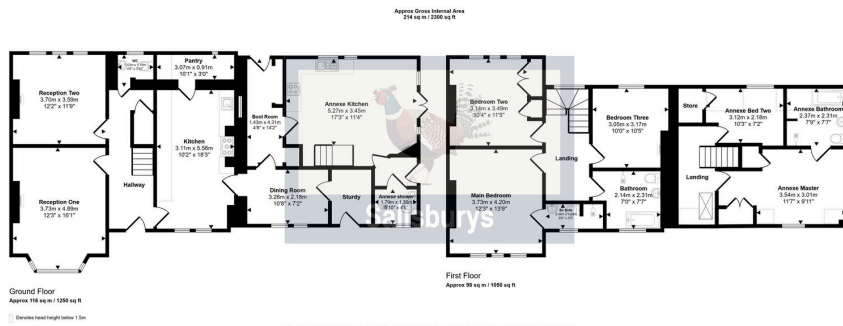 Approx Gross Internal Area
214 sq m / 2300 sq ft
Reception Two
3.70m x 3.59m
12'2" x 11'9"
WC
Pantry
3.07m x 0.91m
10'1" x 3'0"
Kitchen
3.11m x 5.56m
10'2" x 18'3"
Boot Room
1.43m x 4.31m
4'8" x 14'2"
Annexe Kitchen
5.27m x 3.45m
17'3" x 11'4"
Reception One
3.73m x 4.89m
12'3" x 16'1"
Hallway
Dining Room
3.26m x 2.18m
10'8" x 7'2"
Sturdy
Annexe shower
Bedroom Two
3.14m x 3.49m
10'4" x 11'5"
Main Bedroom
3.73m x 4.20m
12'3" x 13'9"
Landing
En Suite
Bedroom Three
3.05m x 3.17m
10'0" x 10'5"
Bathroom
2.14m x 2.31m
7'0" x 7'7"
Store
Annexe Bed Two
3.12m x 2.18m
10'3" x 7'2"
Annexe Bathroom
2.37m x 2.31m
7'9" x 7'7"
Landing
Annexe Master
3.54m x 3.01m
11'7" x 9'11"
Salisburys
Ground Floor
Approx 116 sq m / 1250 sq ft
First Floor
Approx 98 sq m / 1050 sq ft
Denotes head height below 1.5m